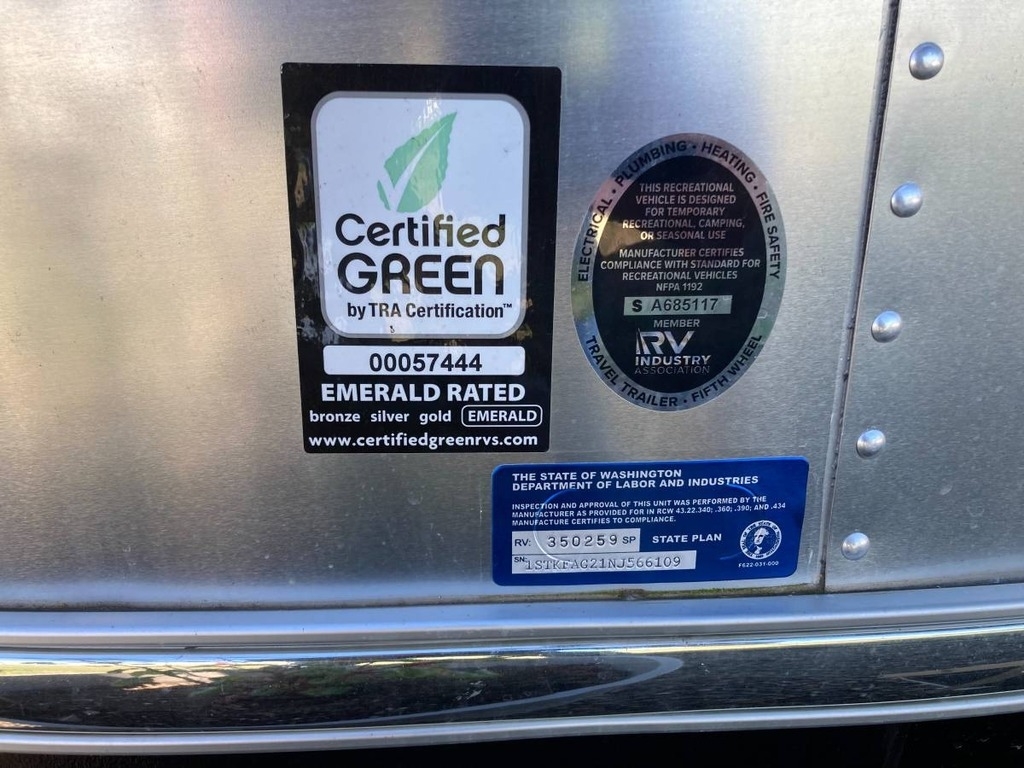 Certified
GREEN
by TRA Certification™
00057444
EMERALD RATED
bronze silver gold EMERALD
www.certifiedgreenrvs.com
ELECTRICAL • PLUMBING • HEATING • FIRE SAFETY
THIS RECREATIONAL
VEHICLE IS DESIGNED
FOR TEMPORARY
RECREATIONAL, CAMPING,
OR SEASONAL USE
MANUFACTURER CERTIFIES
COMPLIANCE WITH STANDARD FOR
RECREATIONAL VEHICLES
NFPA 1192
S A685117
MEMBER
RV
INDUSTRY
ASSOCIATION
TRAVEL TRAILER • FIFTH WHEEL
THE STATE OF WASHINGTON
DEPARTMENT OF LABOR AND INDUSTRIES
INSPECTION AND APPROVAL OF THIS UNIT WAS PERFORMED BY THE
MANUFACTURER AS PROVIDED FOR IN RCW 43.22.340; .360; .390; AND .434
MANUFACTURE CERTIFIES TO COMPLIANCE.
RV: 350259 SP STATE PLAN
SN: 1STKFAG21NJ566109
F622-031-000